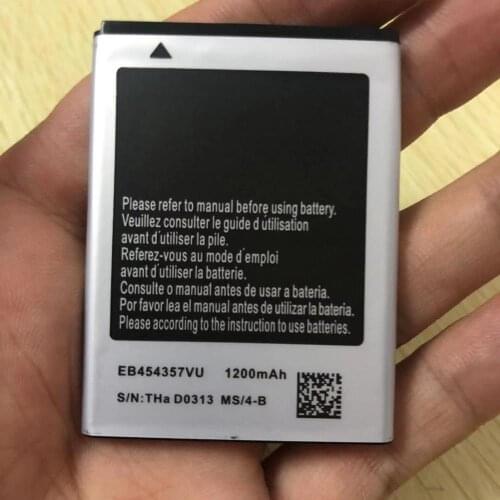 Please refer to manual before using battery.
Veuillez consulter le guide d'utilisation
avant d'utiliser la pile.
Referez-vous au mode d'emploi
avant d'utiliser la batterie.
Consulte o manual antes de usar a bateria.
Por favor lea el manual antes de utilizar las baterias.
Please according to the instruction to use batteries.
EB454357VU 1200mAh
S/N:THa D0313 MS/4-B